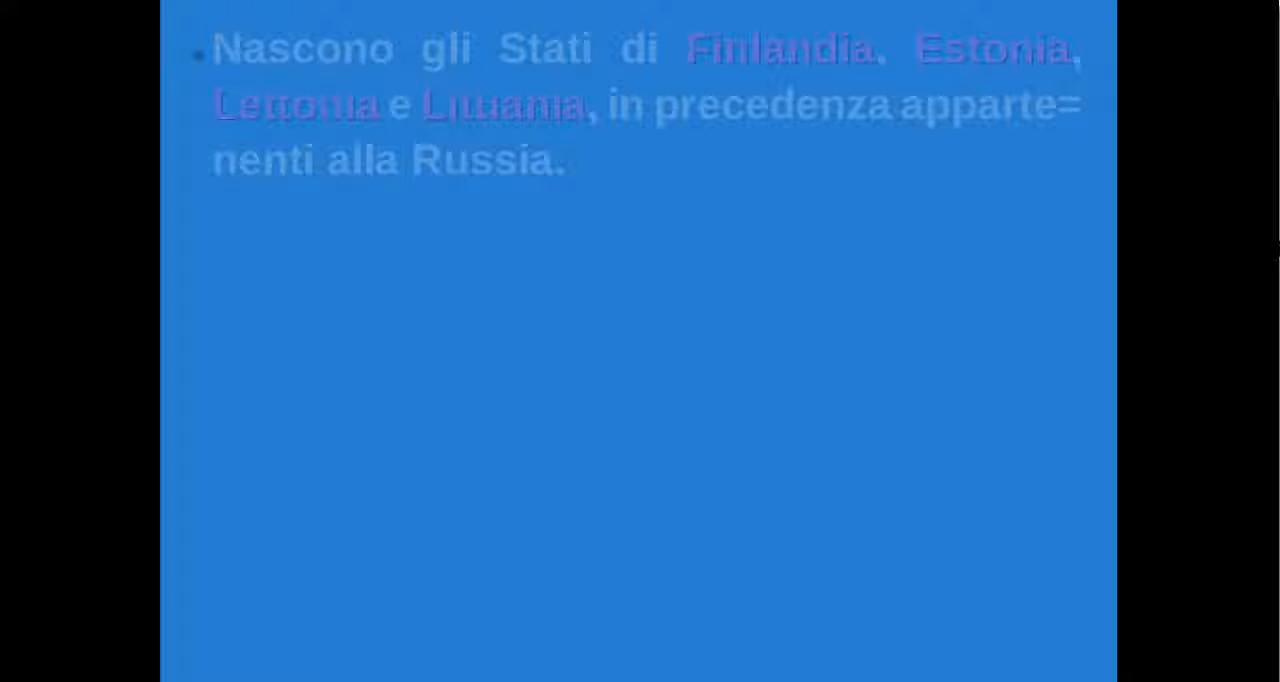 • Nascono gli Stati di Finlandia, Estonia,
Lettonia e Lituania, in precedenza apparte=
nenti alla Russia.